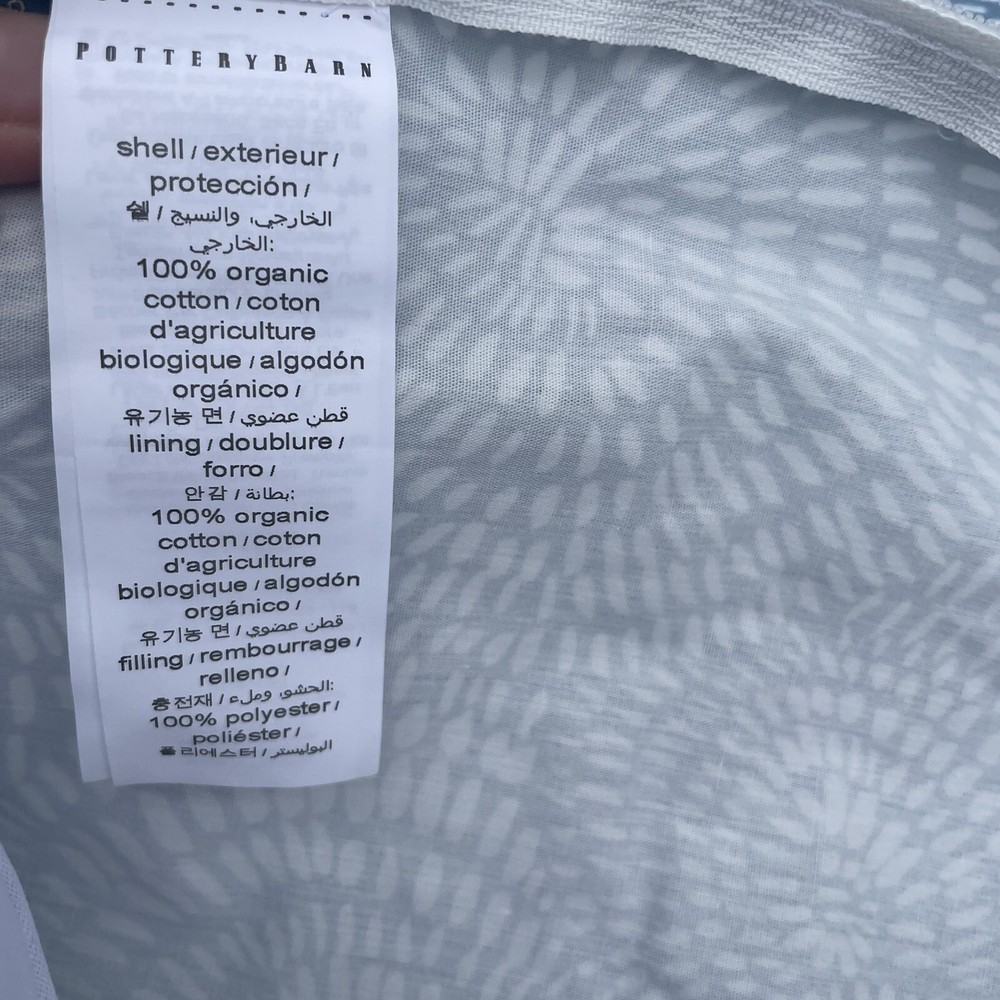 POTTERYBARN
shell / exterieur /
protección /
쉘 / الخارجي، والنسيج
الخارجي:
100% organic
cotton / coton
d'agriculture
biologique / algodón
orgánico /
유기농 면 / قطن عضوي
lining / doublure /
forro /
안감 / بطانة:
100% organic
cotton / coton
d'agriculture
biologique / algodón
orgánico /
유기농 면 / قطن عضوي
filling / rembourrage /
relleno /
충전재 / الحشو، وملء:
100% polyester /
poliéster /
폴리에스터 / البوليستر